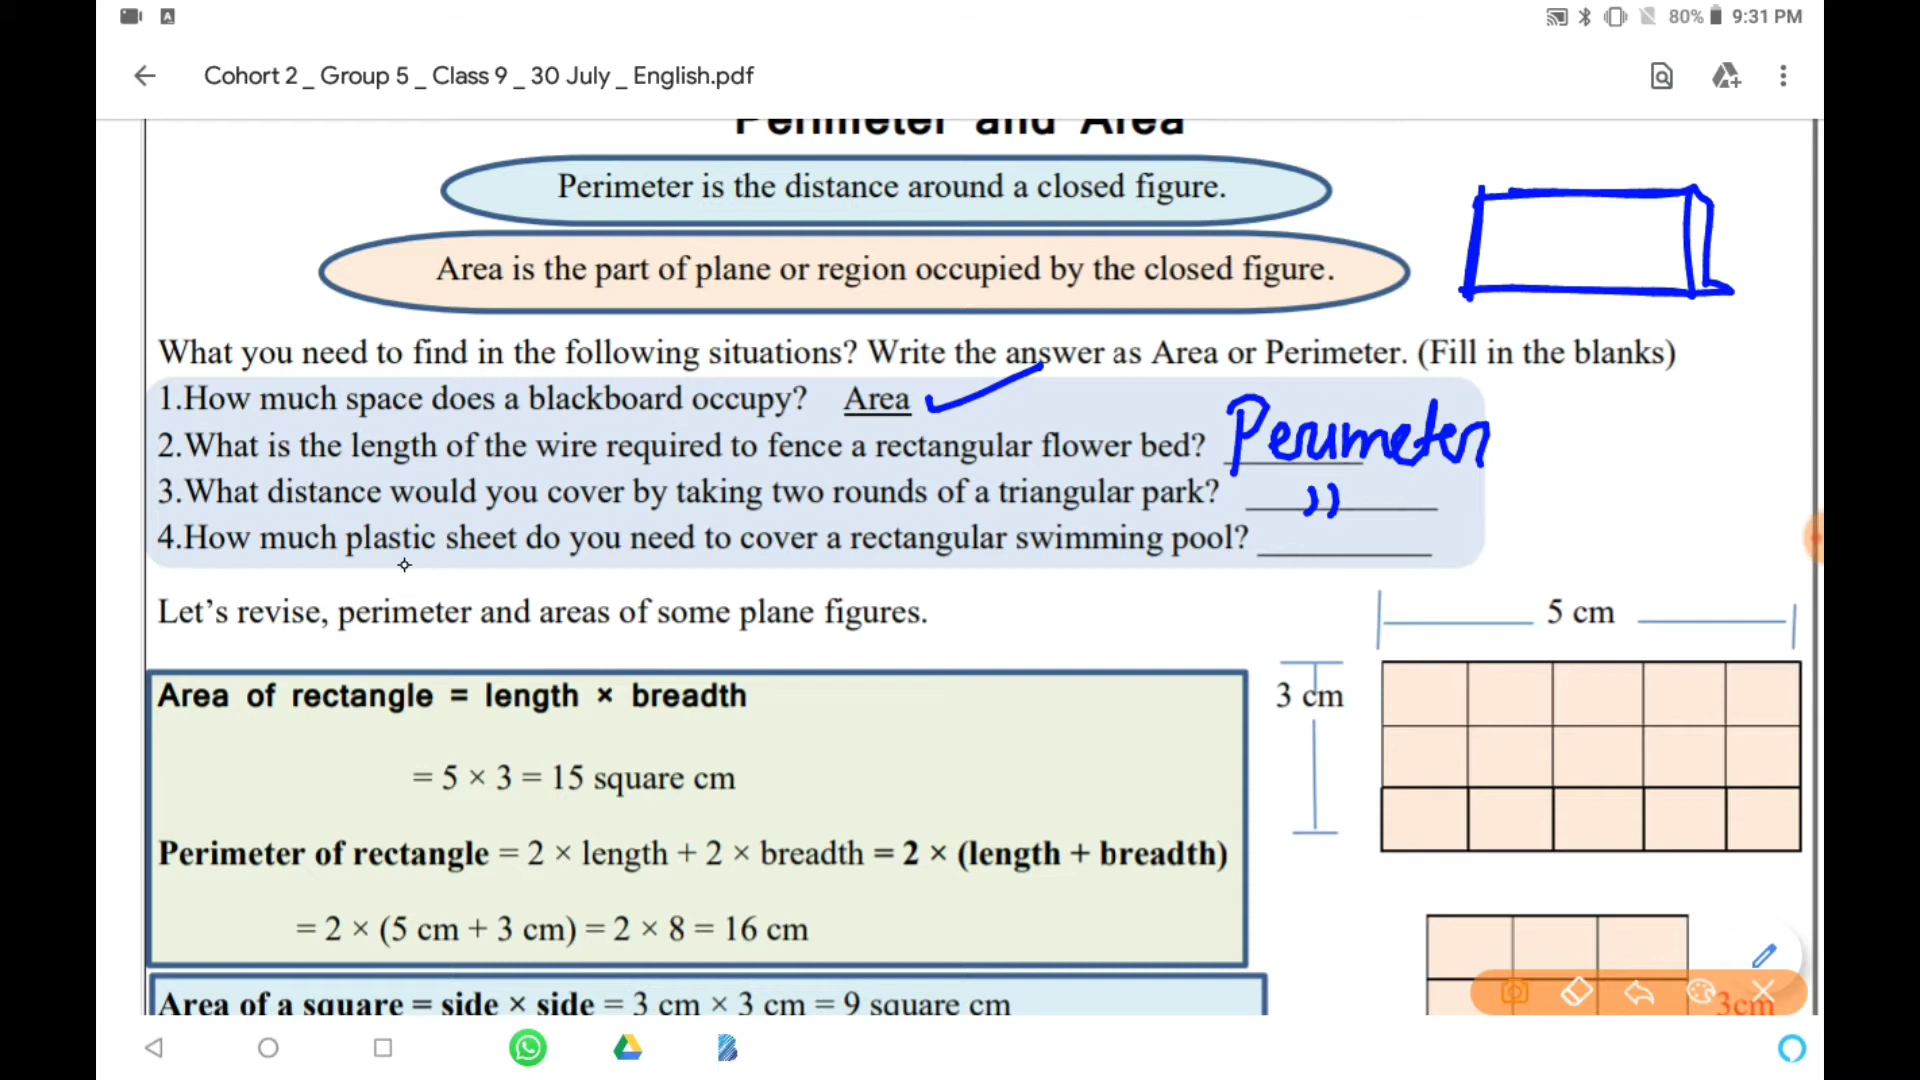 80% 9:31 PM
Cohort 2 _ Group 5 _ Class 9 _ 30 July _ English.pdf
Perimeter and Area
Perimeter is the distance around a closed figure.
Area is the part of plane or region occupied by the closed figure.
What you need to find in the following situations? Write the answer as Area or Perimeter. (Fill in the blanks)
1.How much space does a blackboard occupy? Area
2.What is the length of the wire required to fence a rectangular flower bed? Perimeter
3.What distance would you cover by taking two rounds of a triangular park? ,,
4.How much plastic sheet do you need to cover a rectangular swimming pool? ________
Let’s revise, perimeter and areas of some plane figures.
5 cm
3 cm
Area of rectangle = length × breadth
= 5 × 3 = 15 square cm
Perimeter of rectangle = 2 × length + 2 × breadth = 2 × (length + breadth)
= 2 × (5 cm + 3 cm) = 2 × 8 = 16 cm
Area of a square = side × side = 3 cm × 3 cm = 9 square cm
3cm